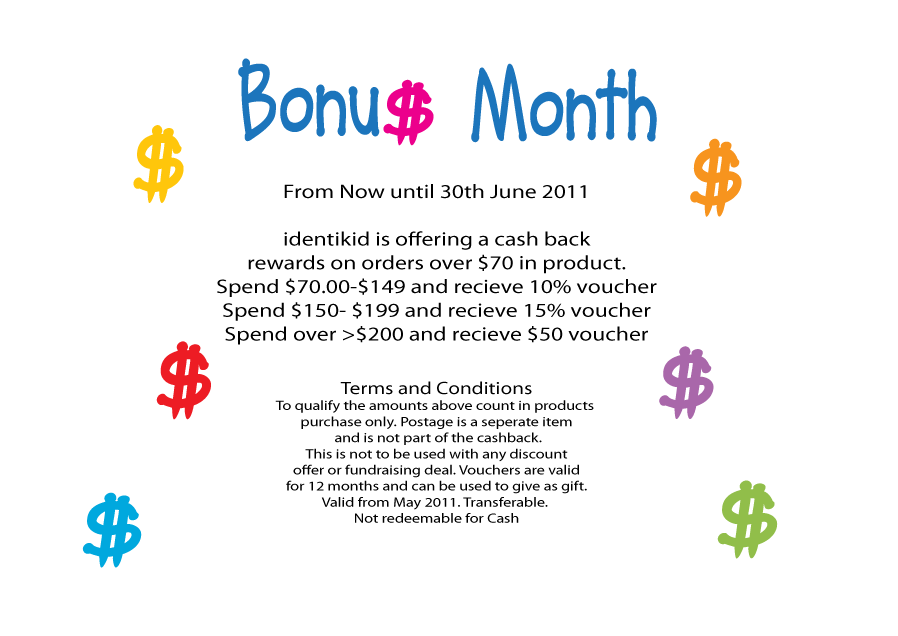 Bonu$ Month
From Now until 30th June 2011
identikid is offering a cash back
rewards on orders over $70 in product.
Spend $70.00-$149 and recieve 10% voucher
Spend $150- $199 and recieve 15% voucher
Spend over >$200 and recieve $50 voucher
Terms and Conditions
To qualify the amounts above count in products
purchase only. Postage is a seperate item
and is not part of the cashback.
This is not to be used with any discount
offer or fundraising deal. Vouchers are valid
for 12 months and can be used to give as gift.
Valid from May 2011. Transferable.
Not redeemable for Cash